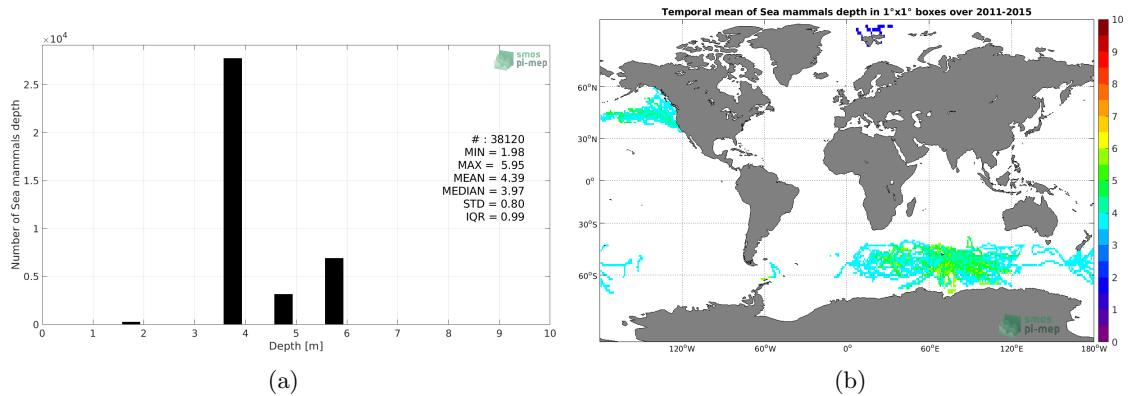 ×10⁴
smos
pi-mep
2.5
2
1.5
1
0.5
0
Number of Sea mammals depth
# : 38120
MIN = 1.98
MAX = 5.95
MEAN = 4.39
MEDIAN = 3.97
STD = 0.80
IQR = 0.99
0 1 2 3 4 5 6 7 8 9 10
Depth [m]
(a)
Temporal mean of Sea mammals depth in 1°x1° boxes over 2011-2015
60°N
30°N
0°
30°S
60°S
120°W 60°W 0° 60°E 120°E 180°W
smos
pi-mep
10
9
8
7
6
5
4
3
2
1
0
(b)